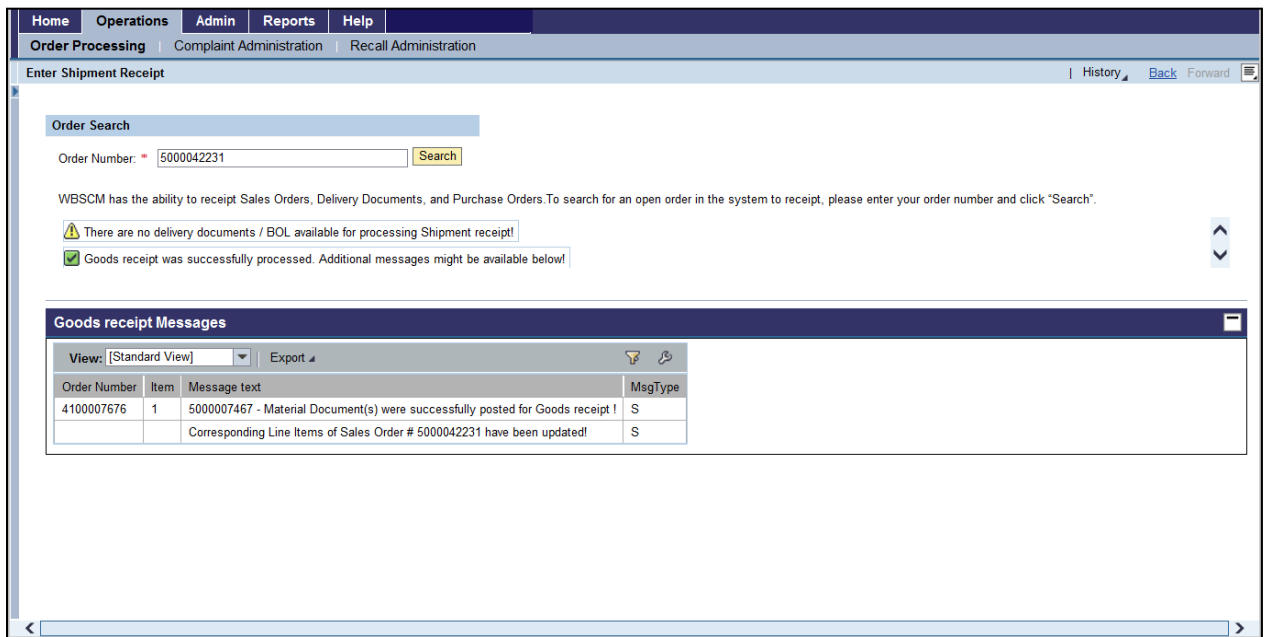 Home Operations Admin Reports Help
Order Processing | Complaint Administration | Recall Administration
Enter Shipment Receipt | History Back Forward
Order Search
Order Number: * 5000042231 Search
WBSCM has the ability to receipt Sales Orders, Delivery Documents, and Purchase Orders.To search for an open order in the system to receipt, please enter your order number and click “Search”.
There are no delivery documents / BOL available for processing Shipment receipt!
Goods receipt was successfully processed. Additional messages might be available below!
Goods receipt Messages
View: [Standard View] Export
Order Number Item Message text MsgType
4100007676 1 5000007467 - Material Document(s) were successfully posted for Goods receipt ! S
Corresponding Line Items of Sales Order # 5000042231 have been updated! S